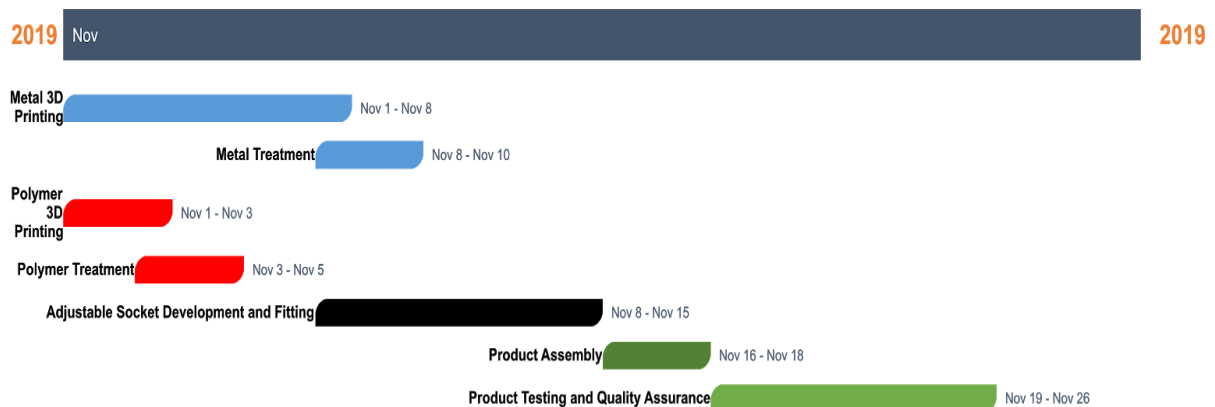 2019 Nov 2019
Metal 3D
Printing
Nov 1 - Nov 8
Metal Treatment Nov 8 - Nov 10
Polymer
3D
Printing
Nov 1 - Nov 3
Polymer Treatment Nov 3 - Nov 5
Adjustable Socket Development and Fitting Nov 8 - Nov 15
Product Assembly Nov 16 - Nov 18
Product Testing and Quality Assurance Nov 19 - Nov 26